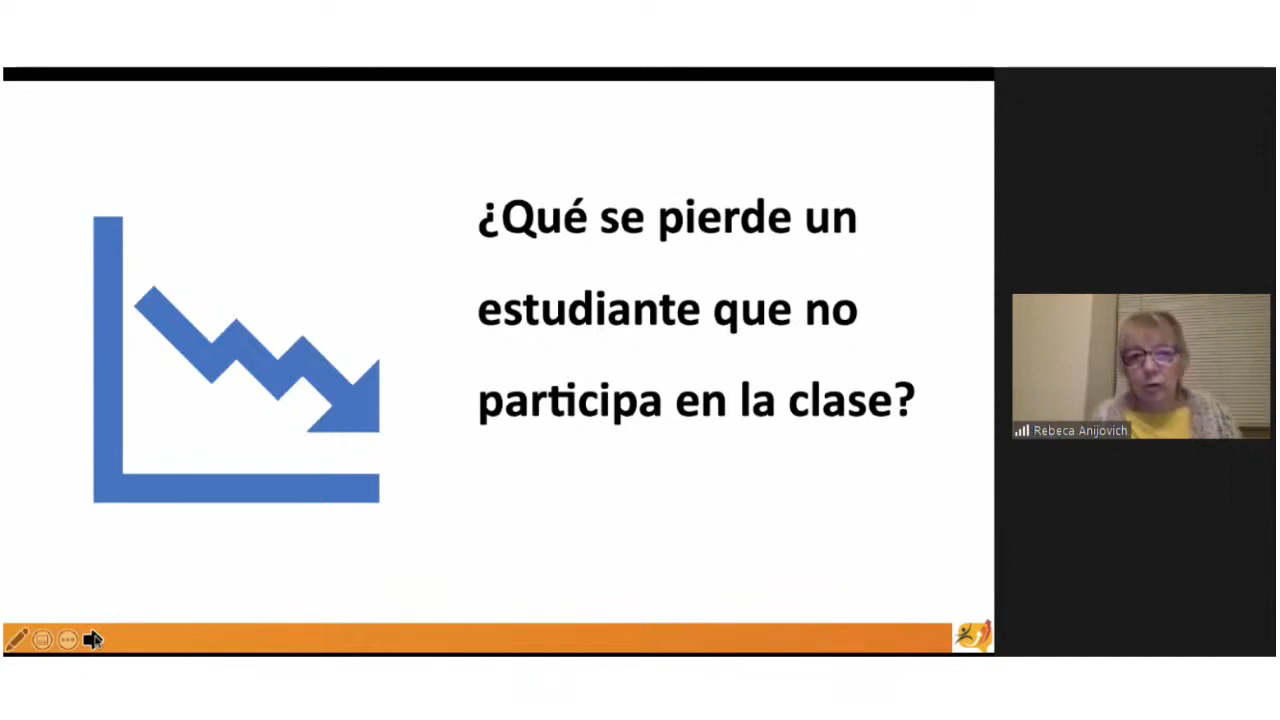 ¿Qué se pierde un
estudiante que no
participa en la clase?
Rebeca Anijovich